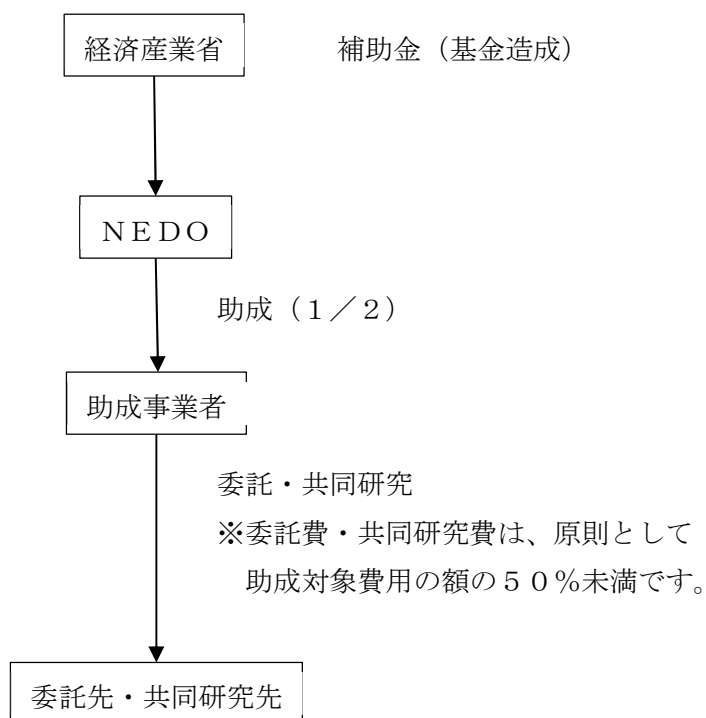 経済産業省 補助金（基金造成）
ＮＥＤＯ
助成（１／２）
助成事業者
委託・共同研究
※委託費・共同研究費は、原則として
助成対象費用の額の５０％未満です。
委託先・共同研究先